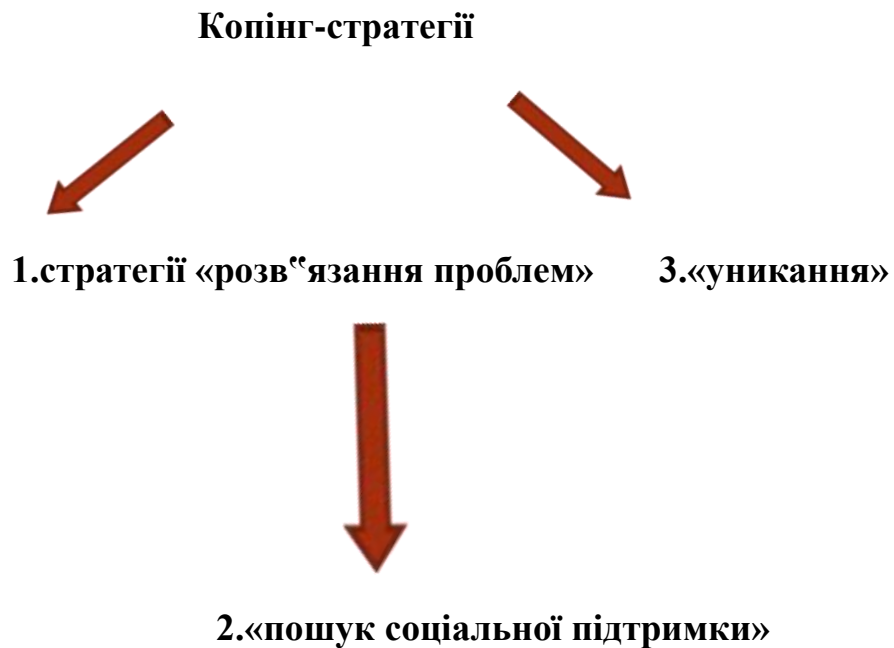 Копінг-стратегії
1.стратегії «розв‟язання проблем» 3.«уникання»
2.«пошук соціальної підтримки»